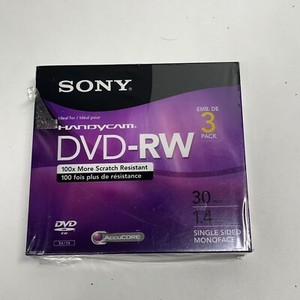 SONY
Ideal for / Idéal pour
EMB. DE
3
PACK
HANDYCAM
DVD-RW
100x More Scratch Resistant
100 fois plus de résistance
30
1.4
DVD
ACCUCORE
SINGLE SIDED
MONOFACE